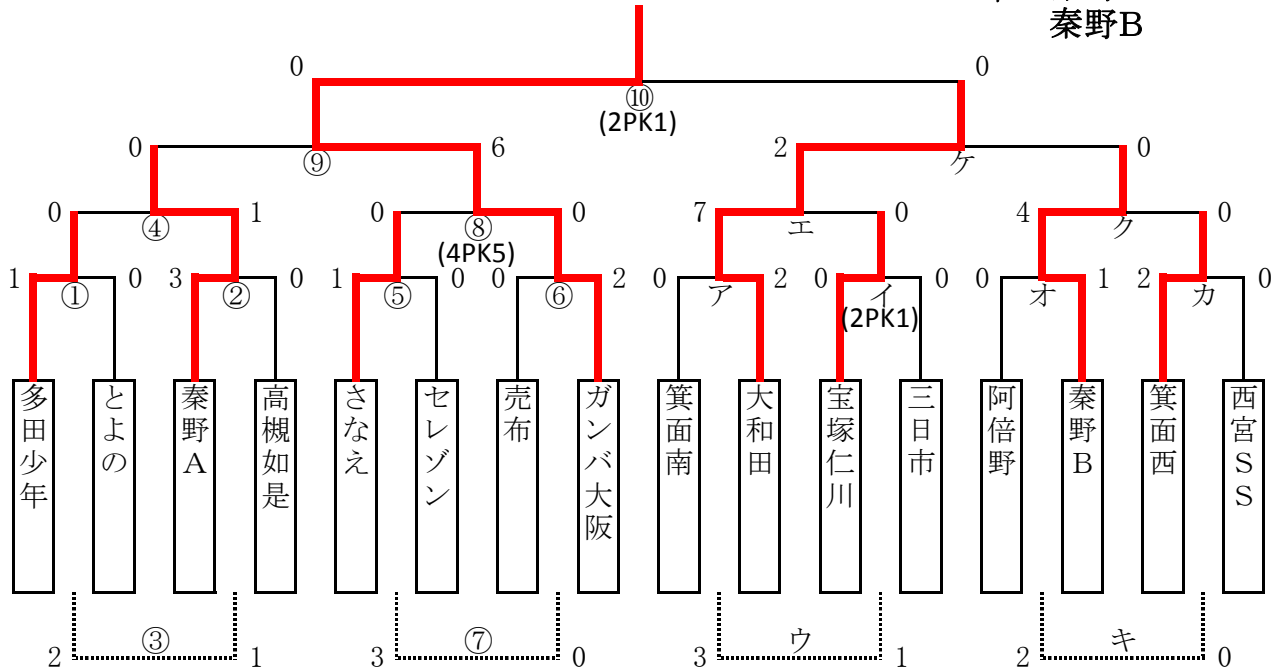 秦野B
0 0
⑩
(2PK1)
0 6 2 0
⑨ ケ
0 1 0 0 7 0 4 0
④ ⑧ エ ク
(4PK5)
1 0 3 0 1 0 0 2 0 2 0 0 0 1 2 0
① ② ⑤ ⑥ ア イ オ カ
(2PK1)
多田少年
とよの
秦野A
高槻如是
さなえ
セレゾン
売布
ガンバ大阪
箕面南
大和田
宝塚仁川
三日市
阿倍野
秦野B
箕面西
西宮SS
③ ⑦ ウ キ
2 1 3 0 3 1 2 0